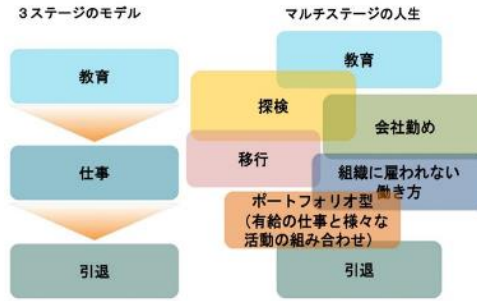 ３ステージのモデル
教育
仕事
引退
マルチステージの人生
教育
探検
会社勤め
移行
組織に雇われない
働き方
ポートフォリオ型
（有給の仕事と様々な
活動の組み合わせ）
引退